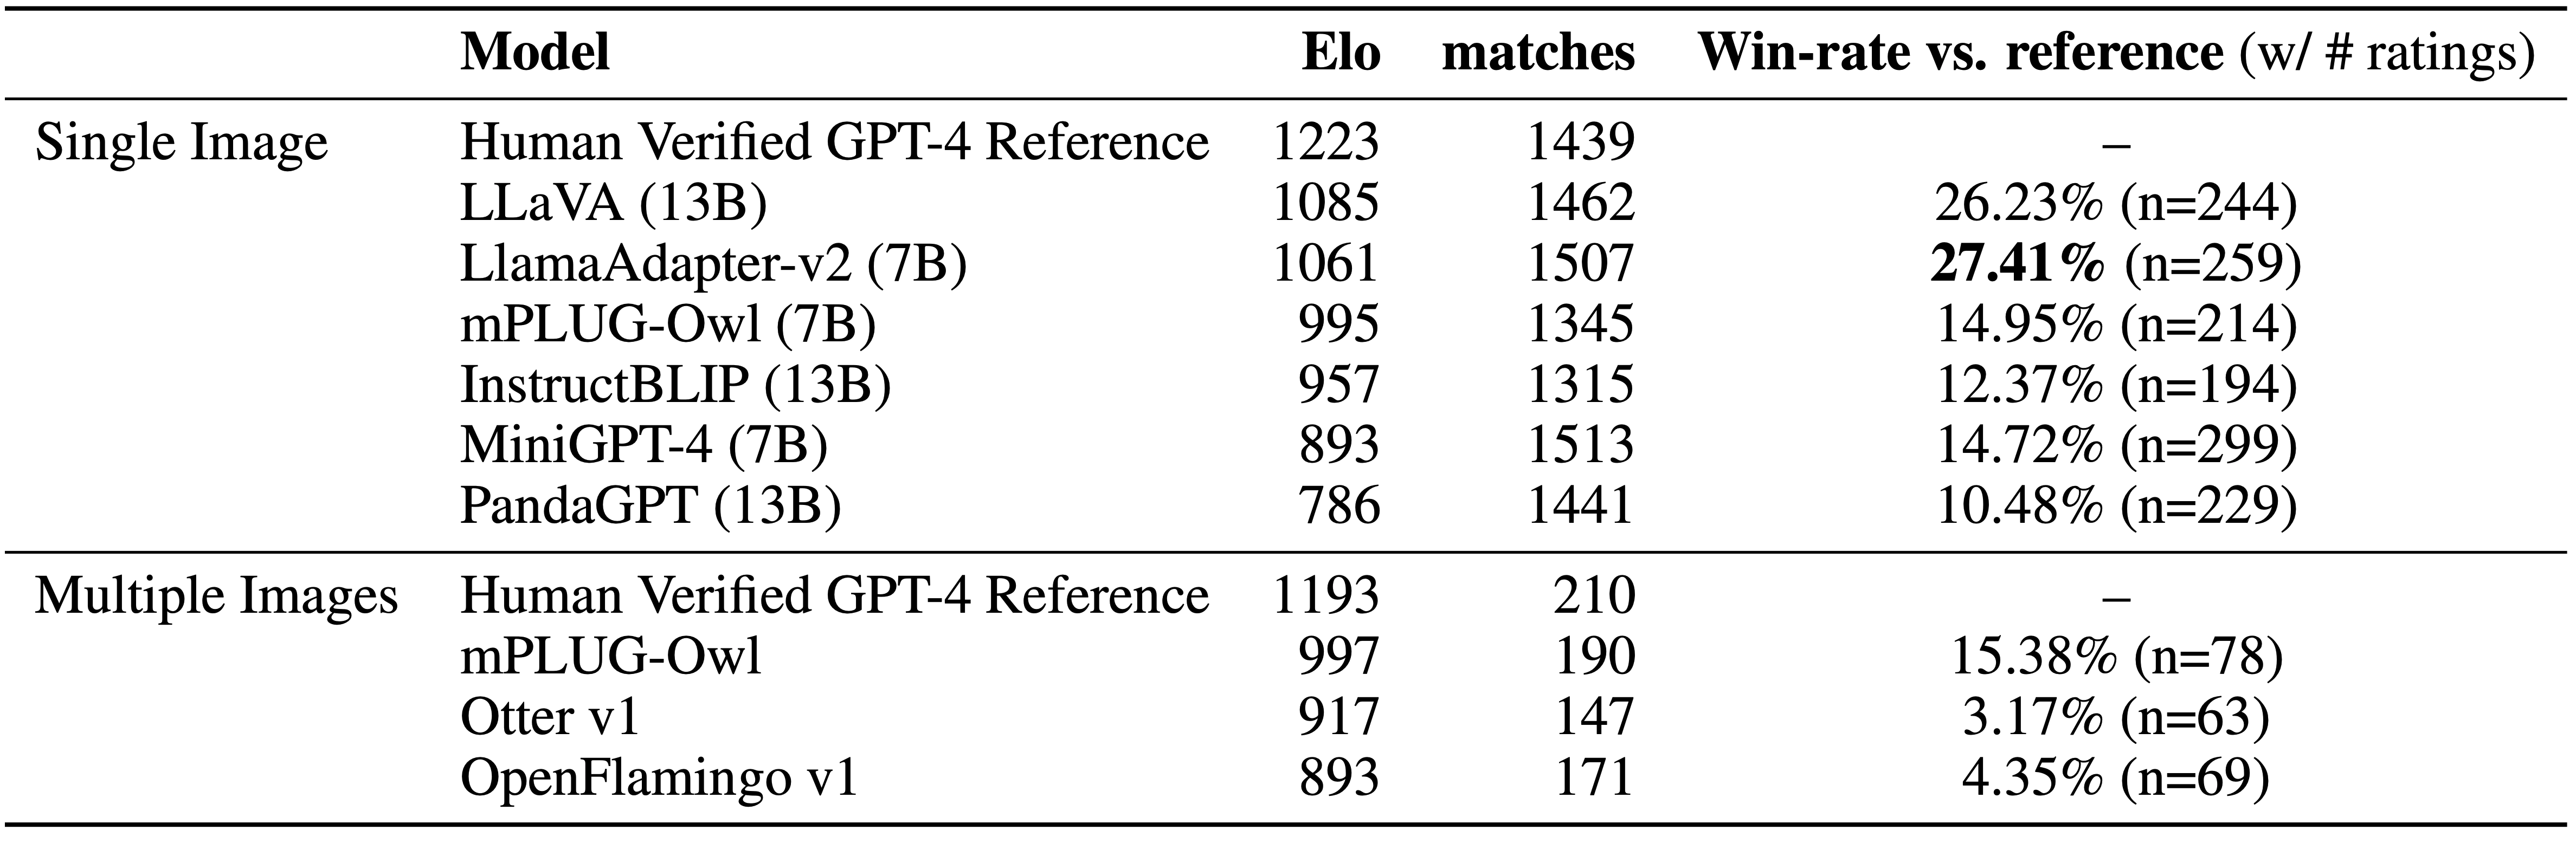 Model Elo matches Win-rate vs. reference (w/ # ratings)
Single Image Human Verified GPT-4 Reference 1223 1439 –
LLaVA (13B) 1085 1462 26.23% (n=244)
LlamaAdapter-v2 (7B) 1061 1507 27.41% (n=259)
mPLUG-Owl (7B) 995 1345 14.95% (n=214)
InstructBLIP (13B) 957 1315 12.37% (n=194)
MiniGPT-4 (7B) 893 1513 14.72% (n=299)
PandaGPT (13B) 786 1441 10.48% (n=229)
Multiple Images Human Verified GPT-4 Reference 1193 210 –
mPLUG-Owl 997 190 15.38% (n=78)
Otter v1 917 147 3.17% (n=63)
OpenFlamingo v1 893 171 4.35% (n=69)